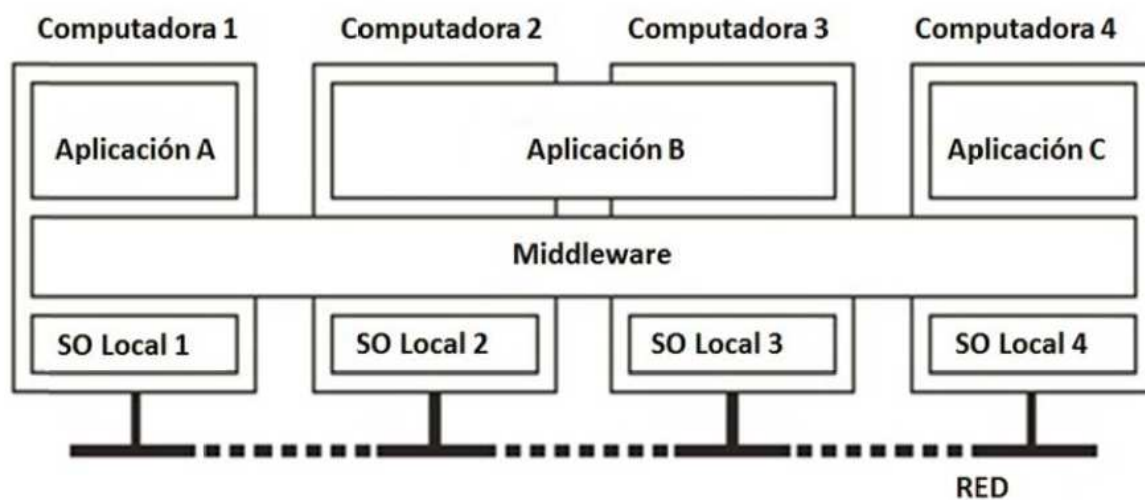 Computadora 1
Computadora 2
Computadora 3
Computadora 4
Aplicación A
Aplicación B
Aplicación C
Middleware
SO Local 1
SO Local 2
SO Local 3
SO Local 4
RED